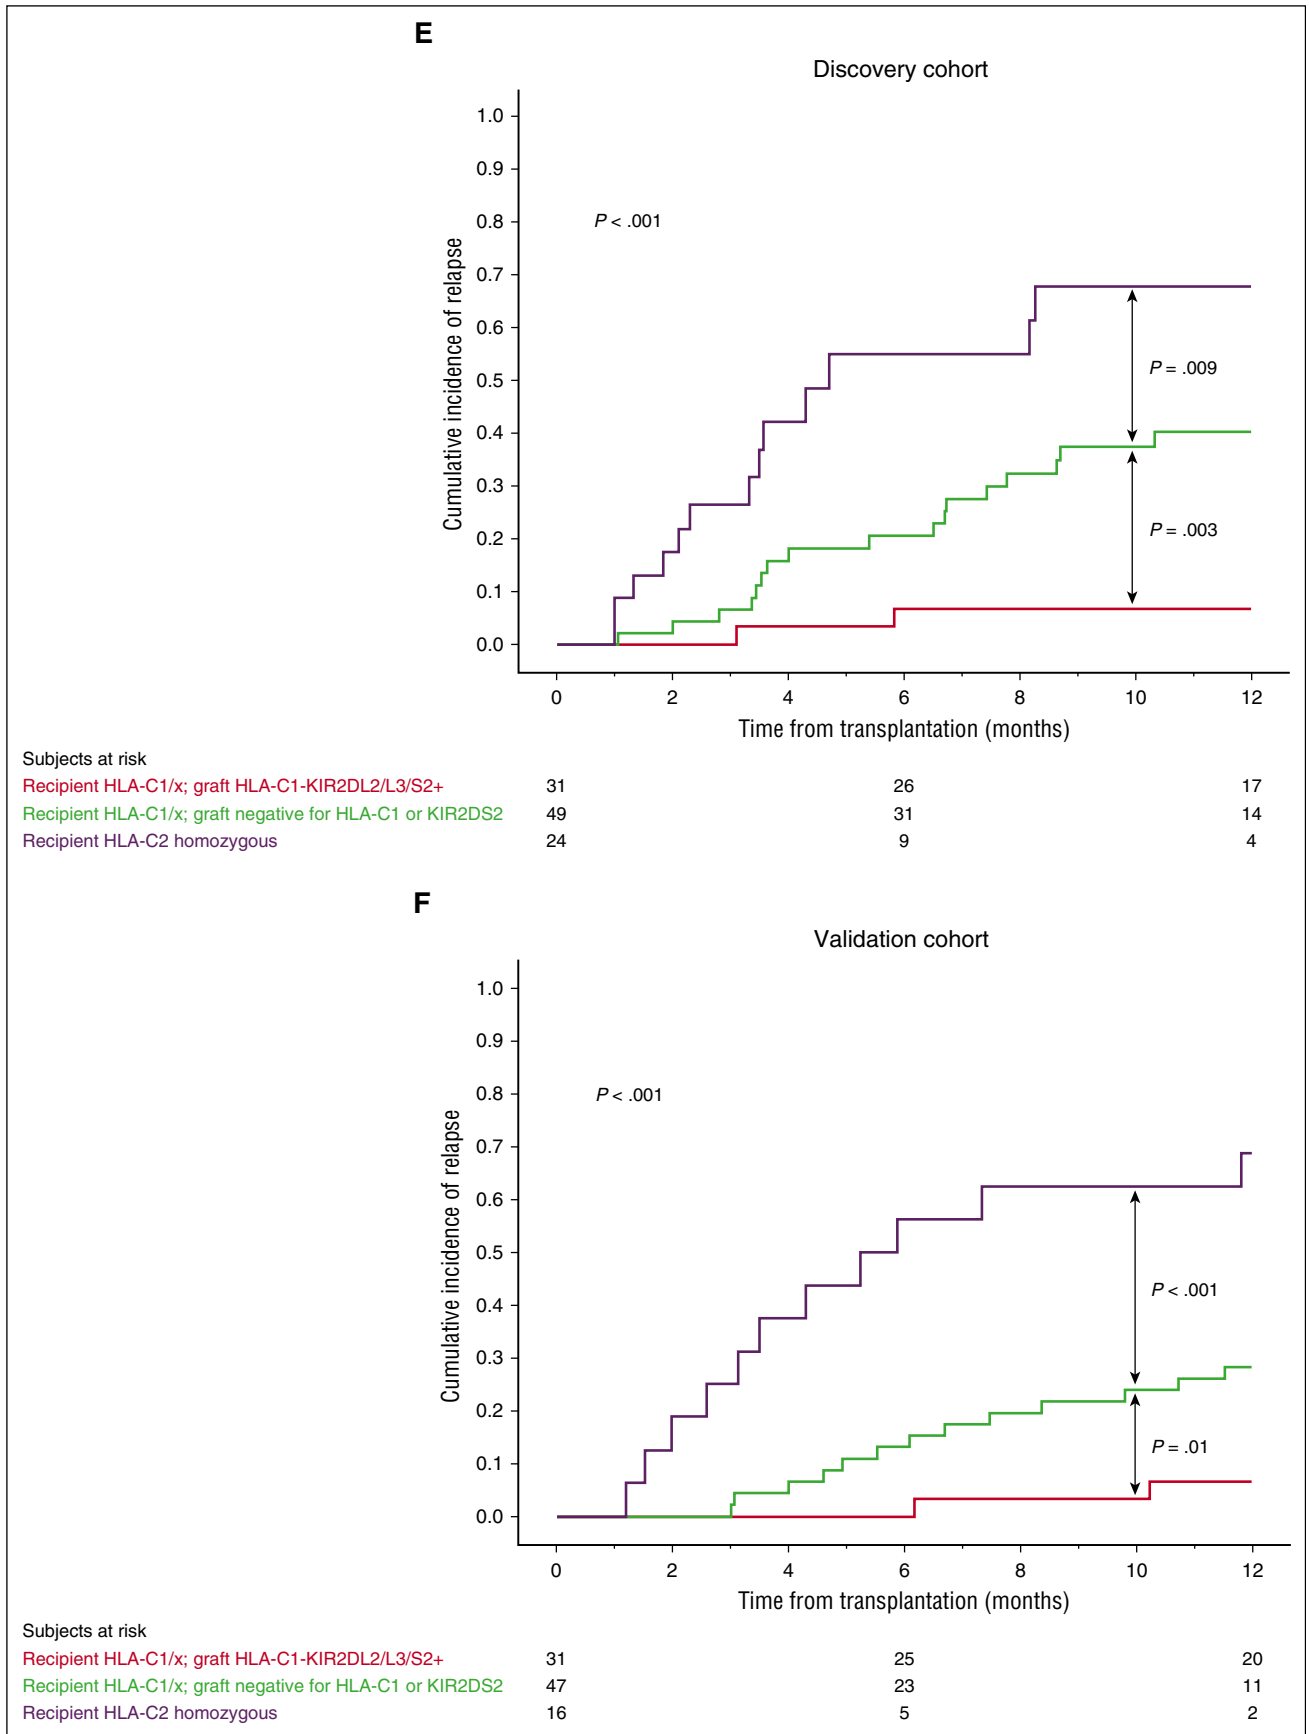 E
Discovery cohort
1.0
0.9
0.8
0.7
0.6
0.5
0.4
0.3
0.2
0.1
0.0
Cumulative incidence of relapse
P < .001
P = .009
P = .003
0 2 4 6 8 10 12
Time from transplantation (months)
Subjects at risk
Recipient HLA-C1/x; graft HLA-C1-KIR2DL2/L3/S2+ 31 26 17
Recipient HLA-C1/x; graft negative for HLA-C1 or KIR2DS2 49 31 14
Recipient HLA-C2 homozygous 24 9 4
F
Validation cohort
1.0
0.9
0.8
0.7
0.6
0.5
0.4
0.3
0.2
0.1
0.0
Cumulative incidence of relapse
P < .001
P < .001
P = .01
0 2 4 6 8 10 12
Time from transplantation (months)
Subjects at risk
Recipient HLA-C1/x; graft HLA-C1-KIR2DL2/L3/S2+ 31 25 20
Recipient HLA-C1/x; graft negative for HLA-C1 or KIR2DS2 47 23 11
Recipient HLA-C2 homozygous 16 5 2